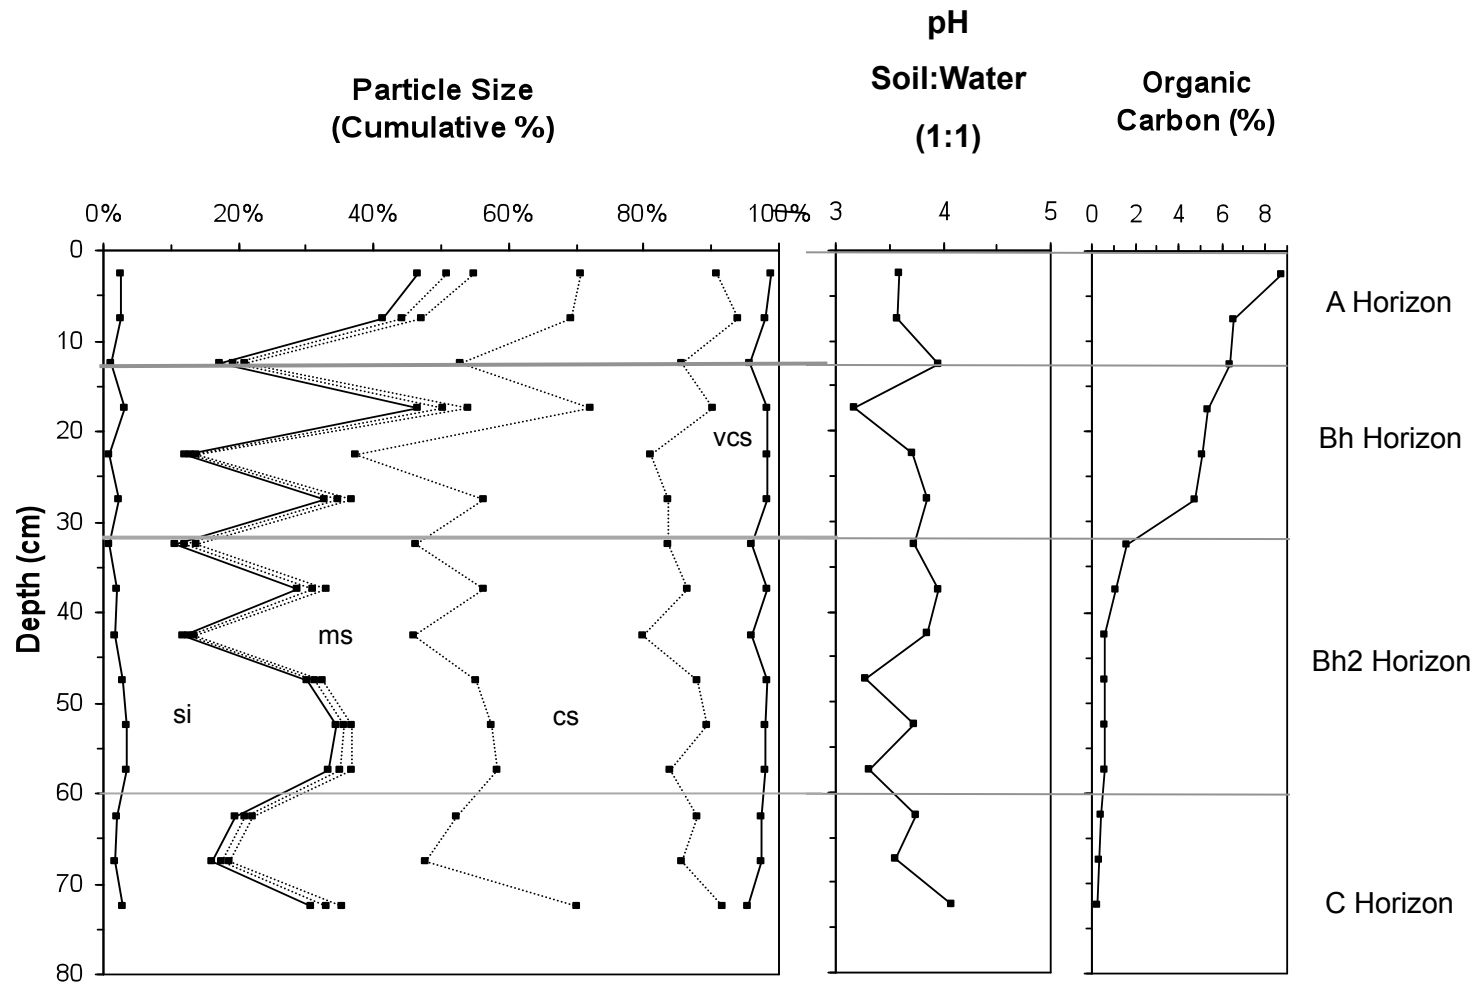 pH
Soil:Water
(1:1)
Particle Size
(Cumulative %)
Organic
Carbon (%)
0% 20% 40% 60% 80% 100%
3 4 5
0 2 4 6 8
0
10
20
30
40
50
60
70
80
Depth (cm)
vcs
ms
si
cs
A Horizon
Bh Horizon
Bh2 Horizon
C Horizon